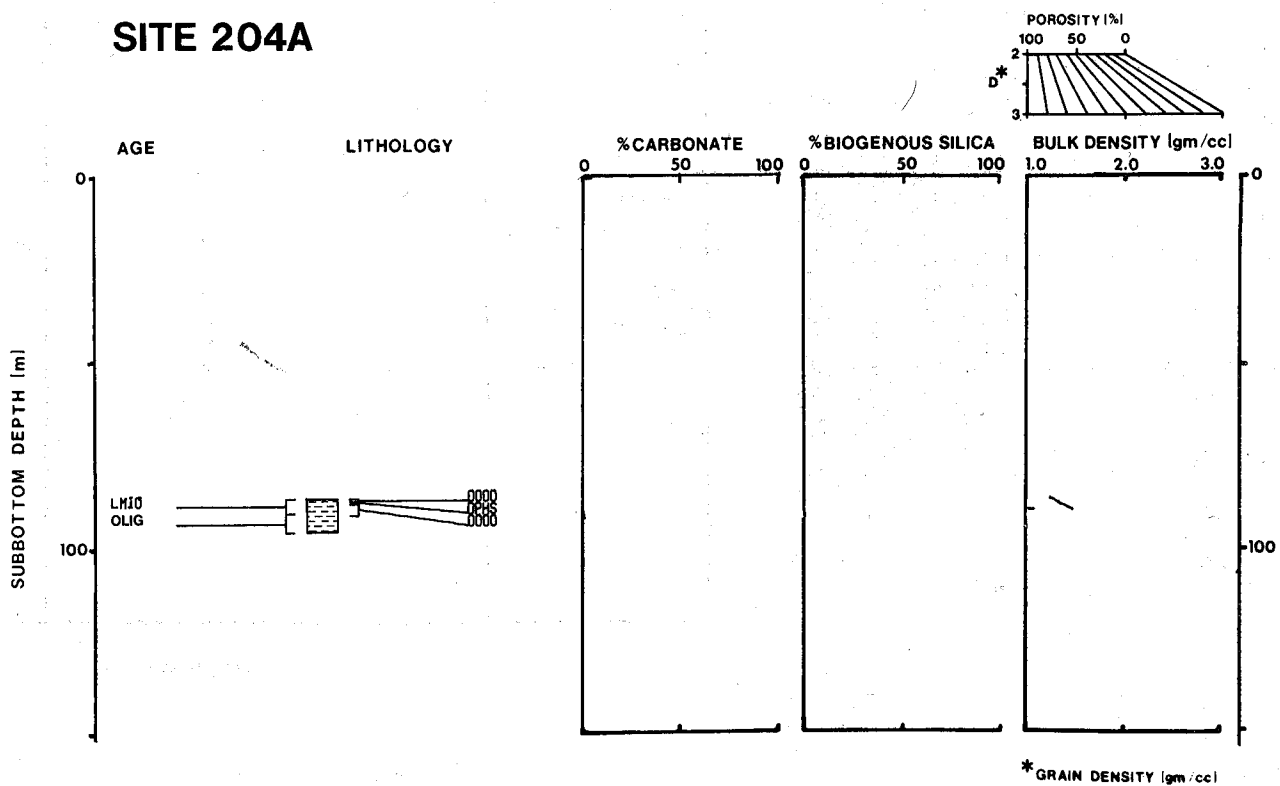 SITE 204A
POROSITY |%|
100 50 0
2
D*
3
AGE
LITHOLOGY
%CARBONATE
%BIOGENOUS SILICA
BULK DENSITY |gm/cc|
0 50 100
0 50 100
1.0 2.0 3.0
0
0
SUBBOTTOM DEPTH |m|
LMIO
OLIG
100
100
* GRAIN DENSITY |gm/cc|